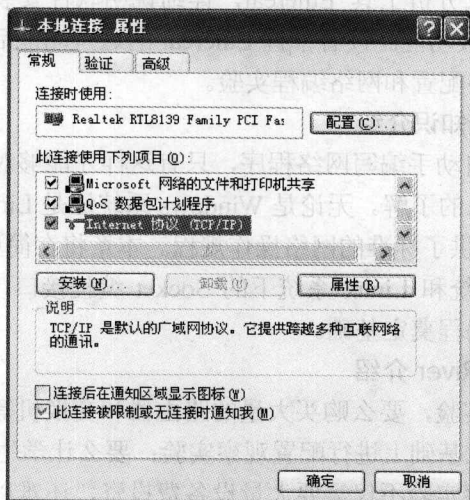 本地连接 属性
常规 验证 高级
连接时使用:
Realtek RTL8139 Family PCI Fas
配置(C)...
此连接使用下列项目(O):
Microsoft 网络的文件和打印机共享
QoS 数据包计划程序
Internet 协议 (TCP/IP)
安装(N)... 卸载(U) 属性(R)
说明
TCP/IP 是默认的广域网协议。它提供跨越多种互联网络
的通讯。
连接后在通知区域显示图标(W)
此连接被限制或无连接时通知我(M)
确定 取消